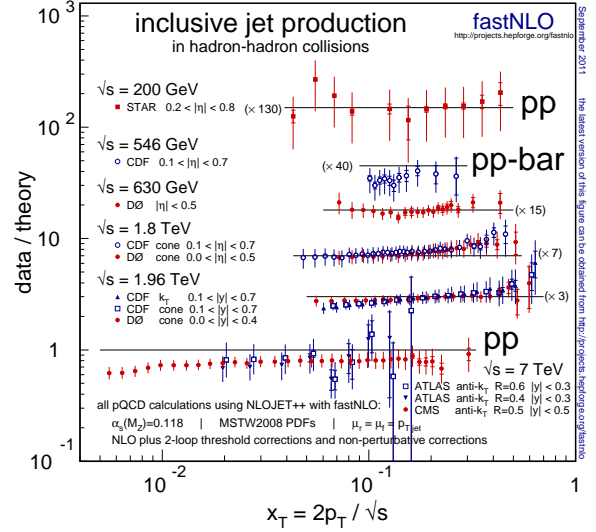 inclusive jet production
in hadron-hadron collisions
fastNLO
http://projects.hepforge.org/fastnlo
September 2011 the latest version of this figure can be obtained from http://projects.hepforge.org/fastnlo
√s = 200 GeV
STAR 0.2 < |η| < 0.8
(× 130)
pp
√s = 546 GeV
CDF 0.1 < |η| < 0.7
(× 40)
pp-bar
√s = 630 GeV
DØ |η| < 0.5
(× 15)
√s = 1.8 TeV
CDF cone 0.1 < |η| < 0.7
DØ cone 0.0 < |η| < 0.5
(× 7)
√s = 1.96 TeV
CDF k_T 0.1 < |y| < 0.7
CDF cone 0.1 < |y| < 0.7
DØ cone 0.0 < |y| < 0.4
(× 3)
pp
√s = 7 TeV
ATLAS anti-k_T R=0.6 |y| < 0.3
ATLAS anti-k_T R=0.4 |y| < 0.3
CMS anti-k_T R=0.5 |y| < 0.5
all pQCD calculations using NLOJET++ with fastNLO:
α_s(M_Z)=0.118 | MSTW2008 PDFs | μ_r = μ_f = p_T jet
NLO plus 2-loop threshold corrections and non-perturbative corrections
data / theory
10^3
10^2
10
1
10^-1
10^-2
10^-1
1
x_T = 2p_T / √s